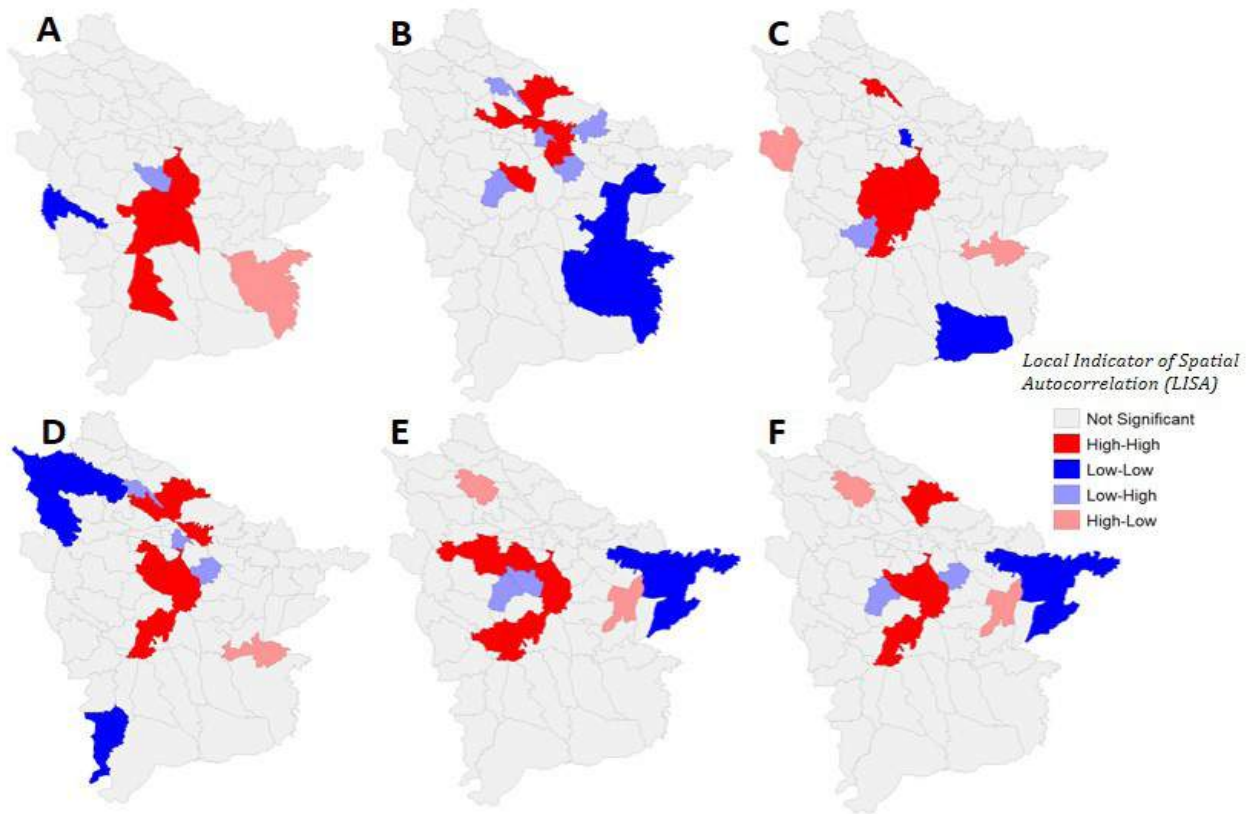 A
B
C
Local Indicator of Spatial
Autocorrelation (LISA)
Not Significant
High-High
Low-Low
Low-High
High-Low
D
E
F